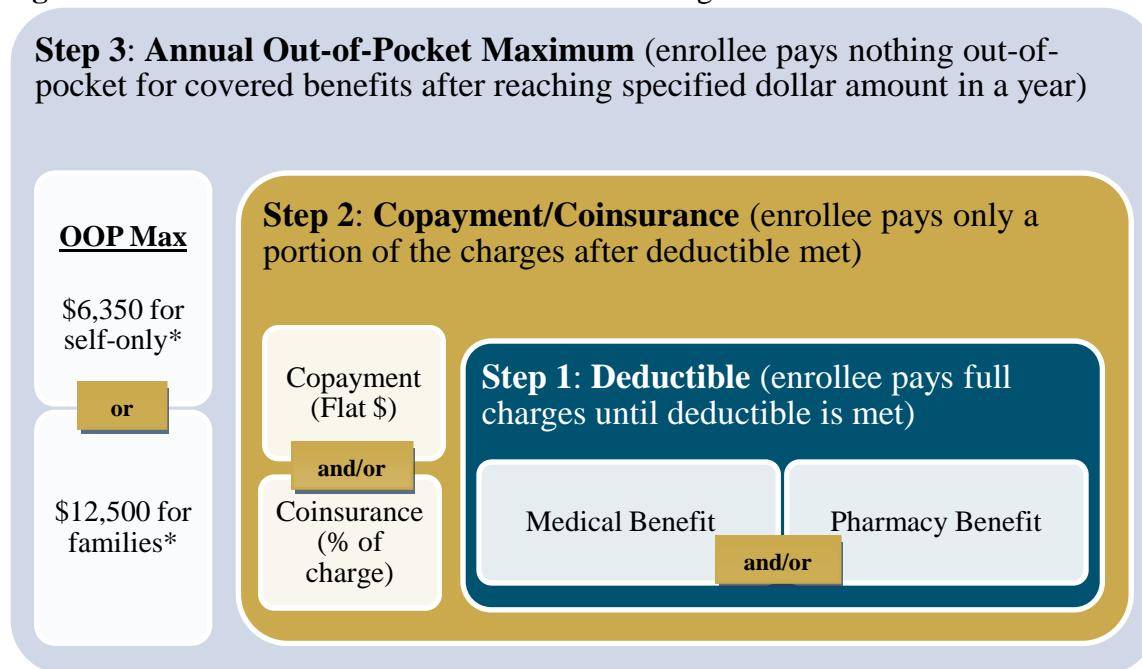 Step 3: Annual Out-of-Pocket Maximum (enrollee pays nothing out-of-
pocket for covered benefits after reaching specified dollar amount in a year)
OOP Max
$6,350 for
self-only*
or
$12,500 for
families*
Step 2: Copayment/Coinsurance (enrollee pays only a
portion of the charges after deductible met)
Copayment
(Flat $)
and/or
Coinsurance
(% of
charge)
Step 1: Deductible (enrollee pays full
charges until deductible is met)
Medical Benefit
and/or
Pharmacy Benefit